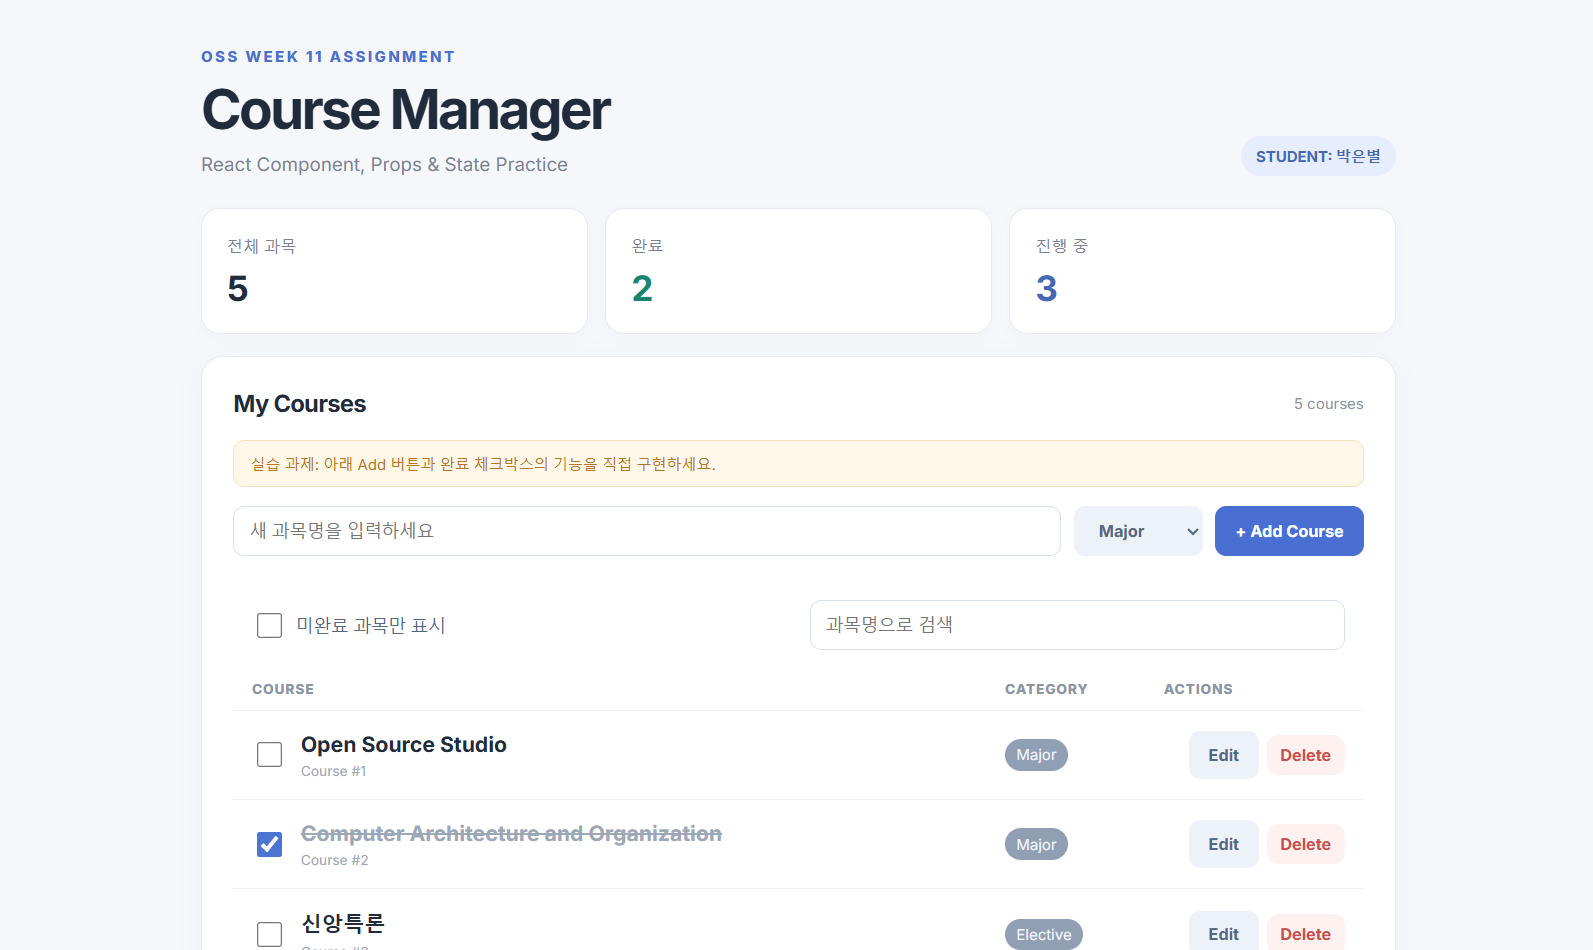 OSS WEEK 11 ASSIGNMENT
Course Manager
React Component, Props & State Practice
STUDENT: 박은별
전체 과목
5
완료
2
진행 중
3
My Courses
5 courses
실습 과제: 아래 Add 버튼과 완료 체크박스의 기능을 직접 구현하세요.
새 과목명을 입력하세요
Major
+ Add Course
미완료 과목만 표시
과목명으로 검색
COURSE CATEGORY ACTIONS
Open Source Studio
Course #1
Major
Edit
Delete
Computer Architecture and Organization
Course #2
Major
Edit
Delete
신앙특론
Elective
Edit
Delete